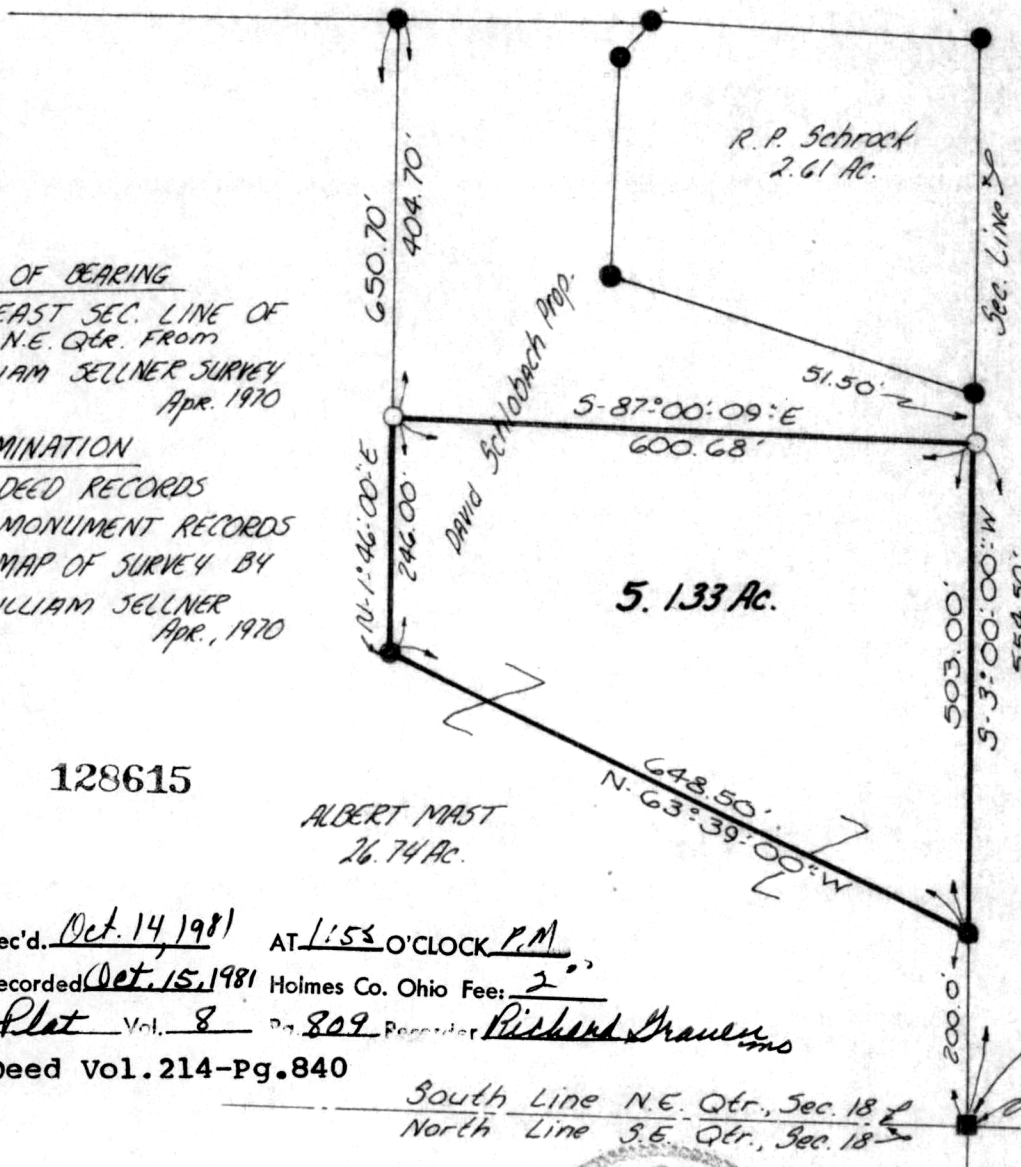 R.P. Schrock
2.61 AC.
Sec. Line
650.70'
404.70'
OF BEARING
EAST SEC. LINE OF
N.E. Qtr. FROM
IAM SELLNER SURVEY
Apr. 1970
51.50'
S-87°:00':09"E
600.68'
DAVID Schlobach Prop.
MINATION
DEED RECORDS
MONUMENT RECORDS
MAP OF SURVEY BY
ILLIAM SELLNER
Apr., 1970
N-1°:46':00"E
246.00'
5.133 Ac.
503.00'
S-3°:00':00"W
554.50'
128615
648.50'
N-63°:39':00"W
ALBERT MAST
26.74 AC.
ec'd. Oct. 14, 1981 AT 1:55 O'CLOCK P.M
ecorded Oct. 15, 1981 Holmes Co. Ohio Fee: 2°°
Plat Vol. 8 Pg. 809 Recorder Richard Graven
Deed Vol.214-Pg.840
200.0'
South Line N.E. Qtr., Sec. 18
North Line S.E. Qtr., Sec. 18